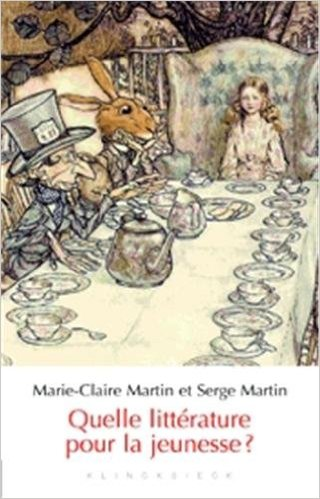 Marie-Claire Martin et Serge Martin
Quelle littérature
pour la jeunesse ?
KLINCKSIECK